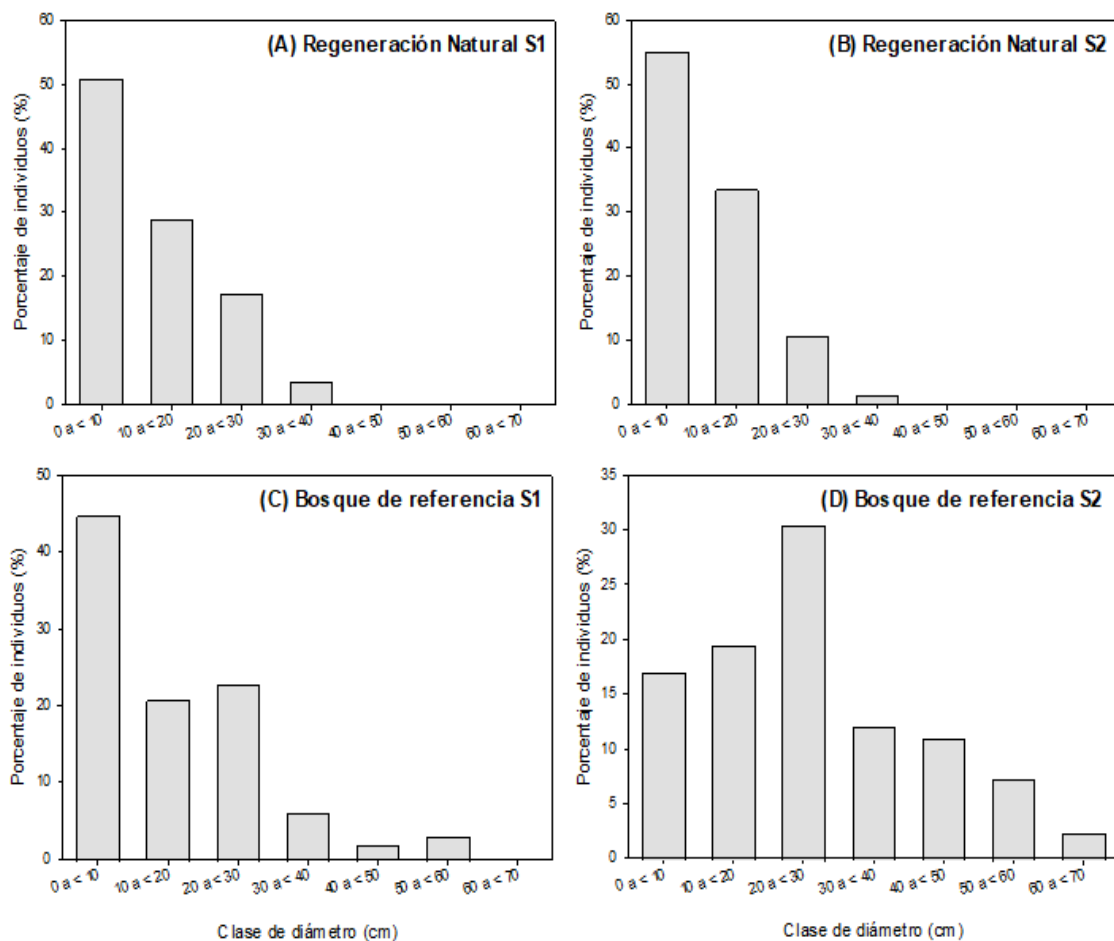 (A) Regeneración Natural S1
Porcentaje de individuos (%)
60
50
40
30
20
10
0
0 a < 10
10 a < 20
20 a < 30
30 a < 40
40 a < 50
50 a < 60
60 a < 70
(B) Regeneración Natural S2
Porcentaje de individuos (%)
60
50
40
30
20
10
0
0 a < 10
10 a < 20
20 a < 30
30 a < 40
40 a < 50
50 a < 60
60 a < 70
(C) Bosque de referencia S1
Porcentaje de individuos (%)
50
40
30
20
10
0
0 a < 10
10 a < 20
20 a < 30
30 a < 40
40 a < 50
50 a < 60
60 a < 70
Clase de diámetro (cm)
(D) Bosque de referencia S2
Porcentaje de individuos (%)
35
30
25
20
15
10
5
0
0 a < 10
10 a < 20
20 a < 30
30 a < 40
40 a < 50
50 a < 60
60 a < 70
Clase de diámetro (cm)